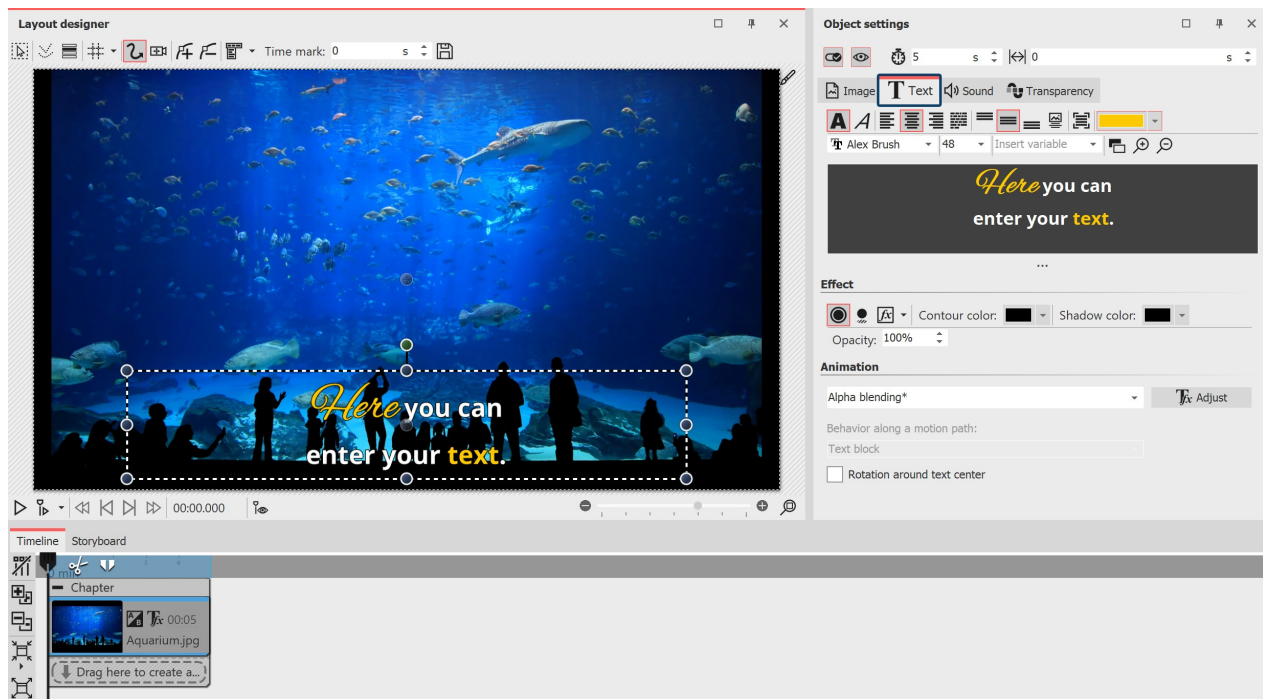 Layout designer
Time mark: 0 s
Here you can
enter your text.
00:00.000
Object settings
5 s 0 s
Image Text Sound Transparency
Alex Brush 48 Insert variable
Here you can
enter your text.
...
Effect
Contour color: Shadow color:
Opacity: 100%
Animation
Alpha blending* Adjust
Behavior along a motion path:
Text block
Rotation around text center
Timeline Storyboard
Chapter
00:05
Aquarium.jpg
Drag here to create a...